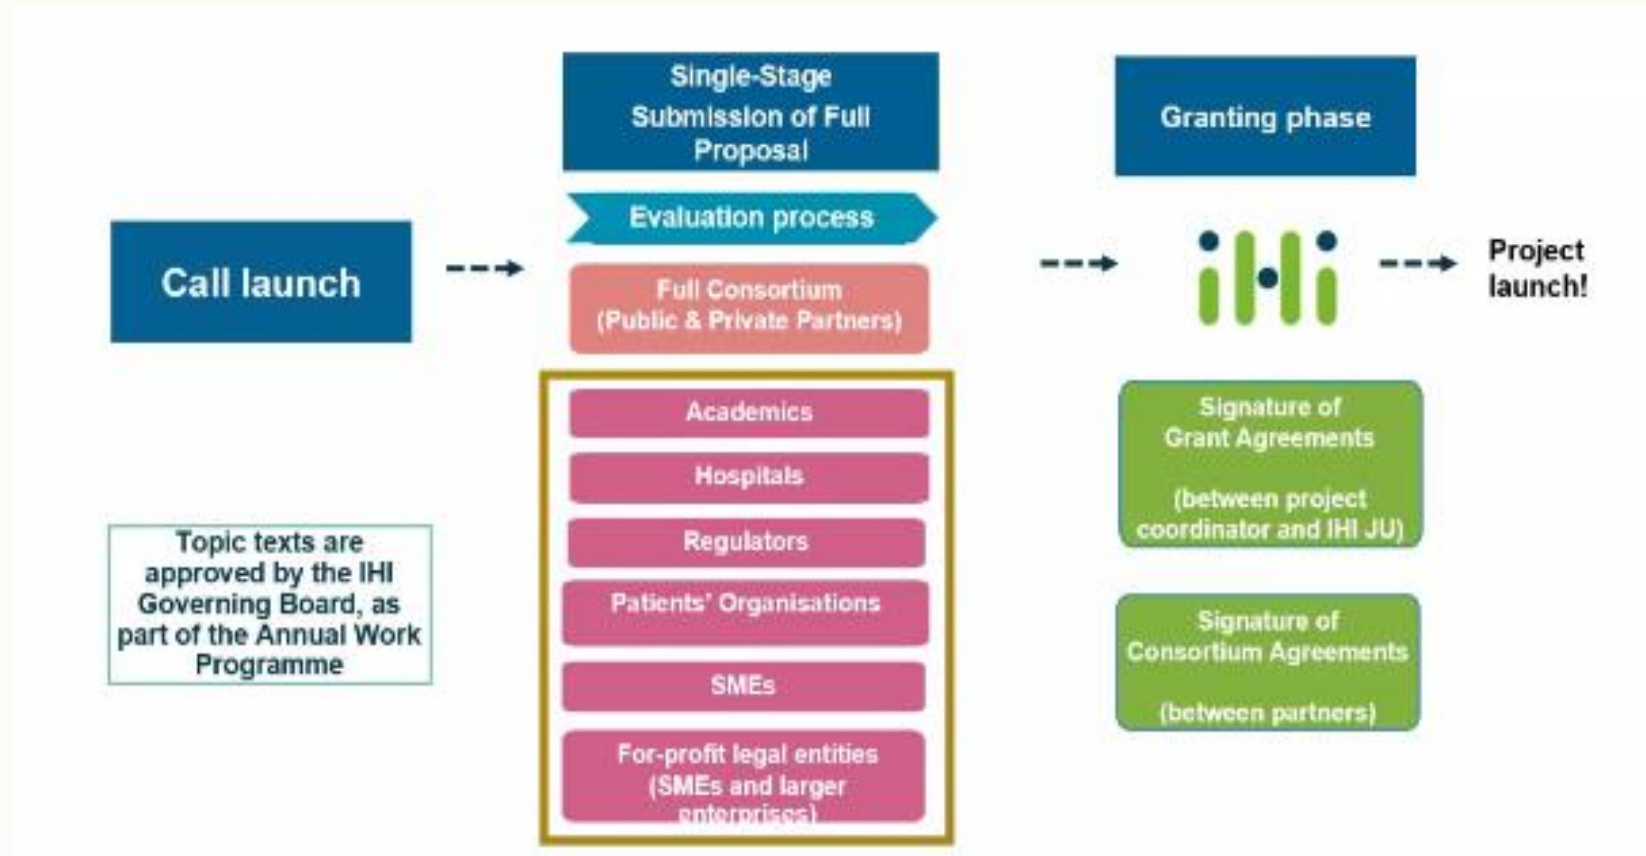 Call launch
Topic texts are
approved by the IHI
Governing Board, as
part of the Annual Work
Programme
Single-Stage
Submission of Full
Proposal
Evaluation process
Full Consortium
(Public & Private Partners)
Academics
Hospitals
Regulators
Patients' Organisations
SMEs
For-profit legal entities
(SMEs and larger
enterprises)
Granting phase
iHi
Signature of
Grant Agreements
(between project
coordinator and IHI JU)
Signature of
Consortium Agreements
(between partners)
Project
launch!